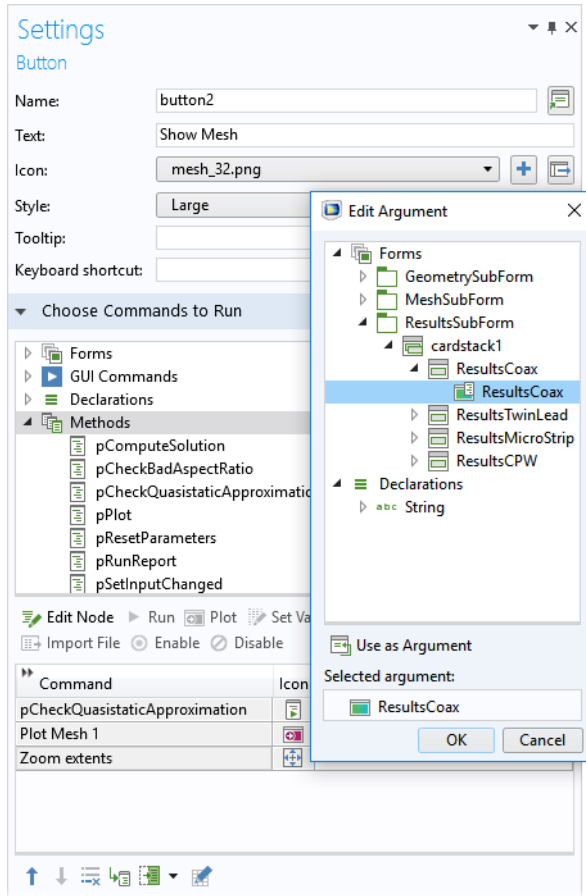 Settings
Button
Name: button2
Text: Show Mesh
Icon: mesh_32.png
Style: Large
Tooltip:
Keyboard shortcut:
Choose Commands to Run
Forms
GUI Commands
Declarations
Methods
pComputeSolution
pCheckBadAspectRatio
pCheckQuasistaticApproximatic
pPlot
pResetParameters
pRunReport
pSetInputChanged
Edit Node Run Plot Set Va
Import File Enable Disable
Command Icon
pCheckQuasistaticApproximation
Plot Mesh 1
Zoom extents
Edit Argument
Forms
GeometrySubForm
MeshSubForm
ResultsSubForm
cardstack1
ResultsCoax
ResultsCoax
ResultsTwinLead
ResultsMicroStrip
ResultsCPW
Declarations
abc String
Use as Argument
Selected argument:
ResultsCoax
OK Cancel